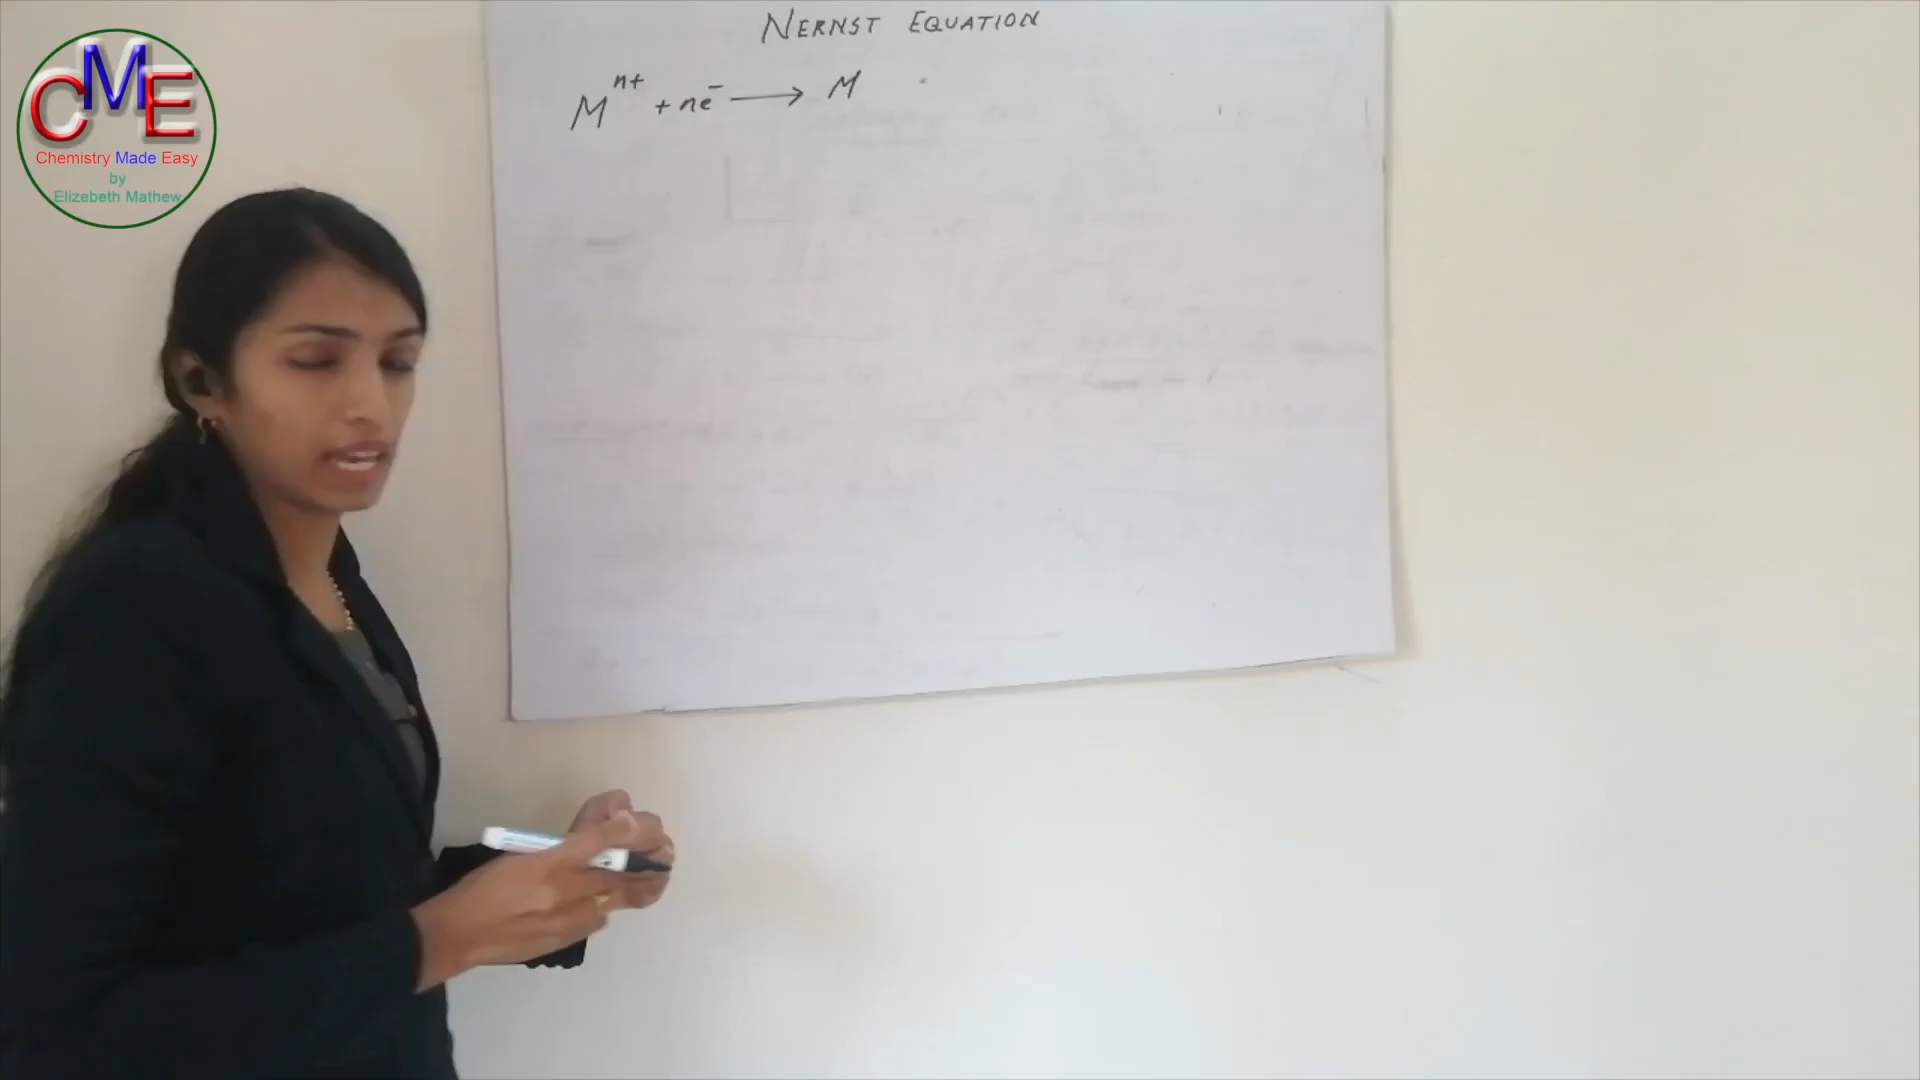 CME
Chemistry Made Easy
by
Elizebeth Mathew
NERNST EQUATION
Mⁿ⁺ + ne⁻ ⟶ M